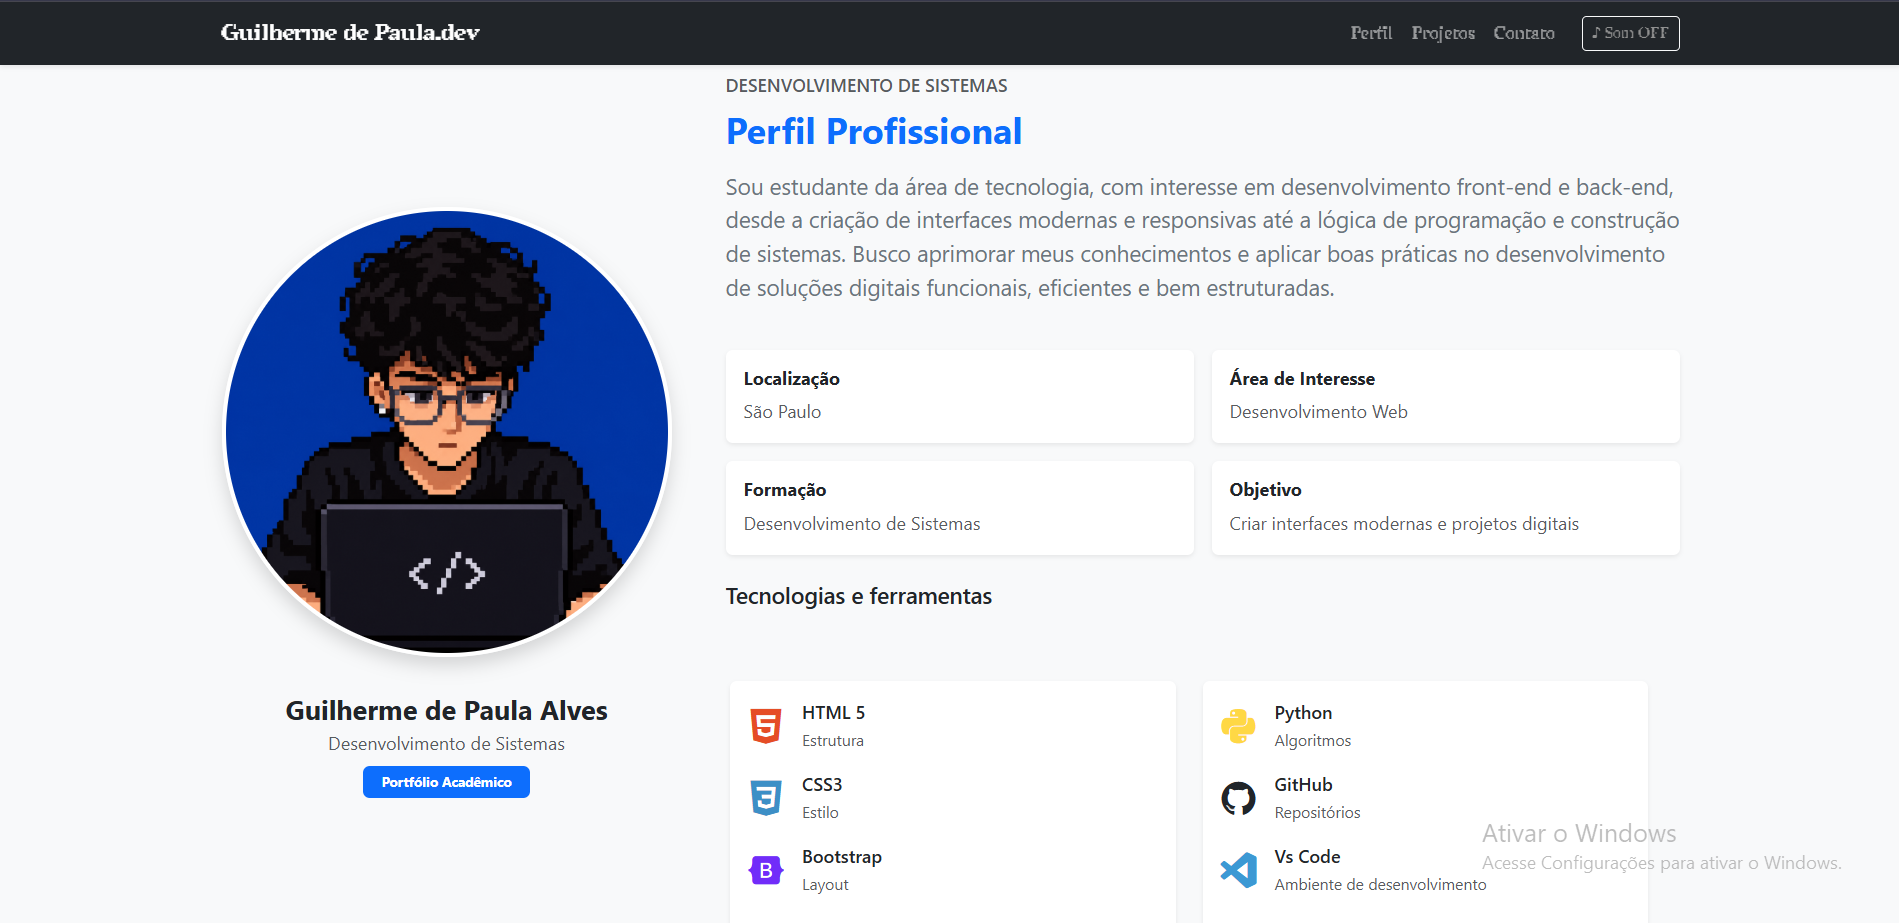 Guilherme de Paula.dev
Perfil Projetos Contato ♪ Som OFF
DESENVOLVIMENTO DE SISTEMAS
Perfil Profissional
Sou estudante da área de tecnologia, com interesse em desenvolvimento front-end e back-end,
desde a criação de interfaces modernas e responsivas até a lógica de programação e construção
de sistemas. Busco aprimorar meus conhecimentos e aplicar boas práticas no desenvolvimento
de soluções digitais funcionais, eficientes e bem estruturadas.
</>
Guilherme de Paula Alves
Desenvolvimento de Sistemas
Portfólio Acadêmico
Localização
São Paulo
Área de Interesse
Desenvolvimento Web
Formação
Desenvolvimento de Sistemas
Objetivo
Criar interfaces modernas e projetos digitais
Tecnologias e ferramentas
5
HTML 5
Estrutura
3
CSS3
Estilo
B
Bootstrap
Layout
Python
Algoritmos
GitHub
Repositórios
Vs Code
Ambiente de desenvolvimento
Ativar o Windows
Acesse Configurações para ativar o Windows.